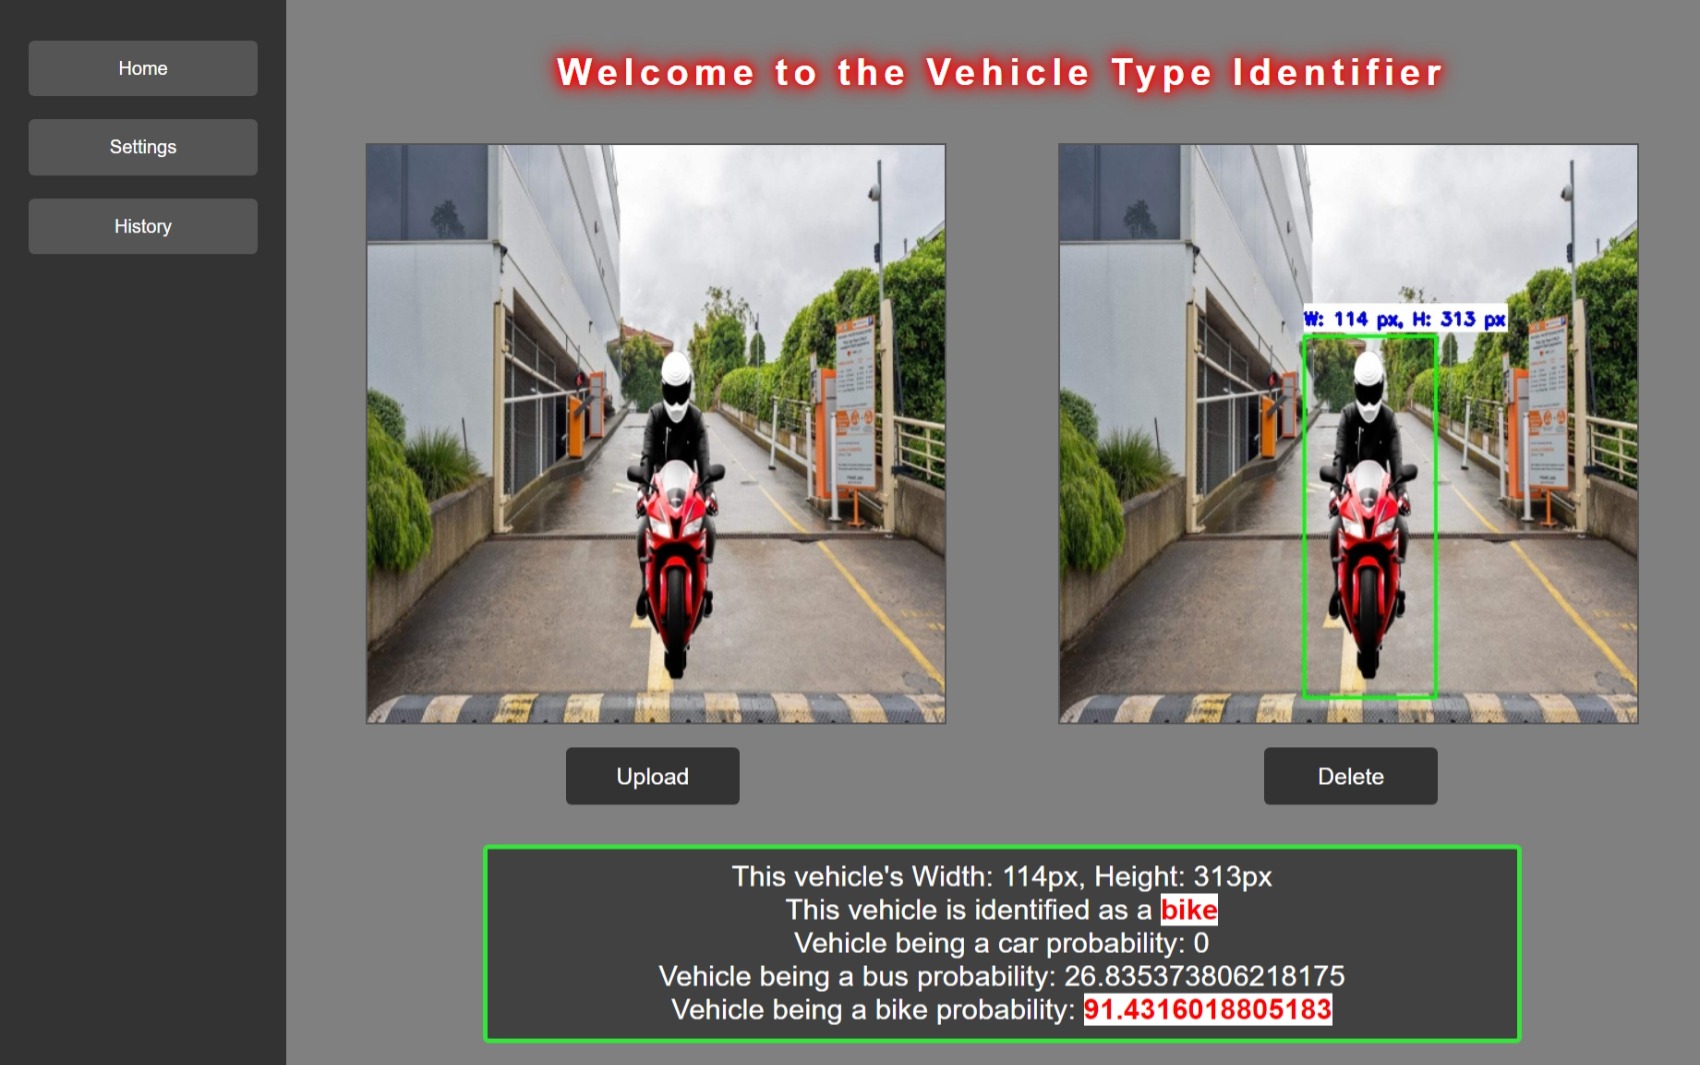 Home
Settings
History
Welcome to the Vehicle Type Identifier
W: 114 px, H: 313 px
Upload
Delete
This vehicle's Width: 114px, Height: 313px
This vehicle is identified as a bike
Vehicle being a car probability: 0
Vehicle being a bus probability: 26.835373806218175
Vehicle being a bike probability: 91.4316018805183